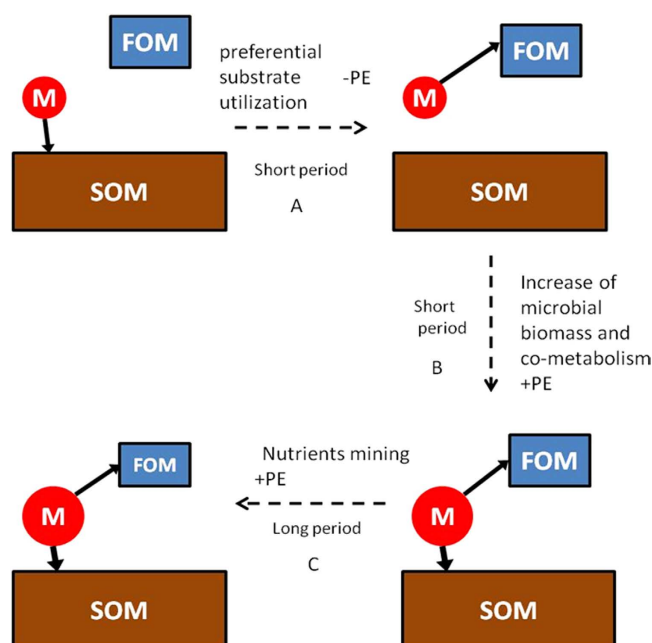 FOM
M
SOM
preferential
substrate -PE
utilization
Short period
A
FOM
M
SOM
Short
period
B
Increase of
microbial
biomass and
co-metabolism
+PE
FOM
M
SOM
Nutrients mining
+PE
Long period
C
FOM
M
SOM